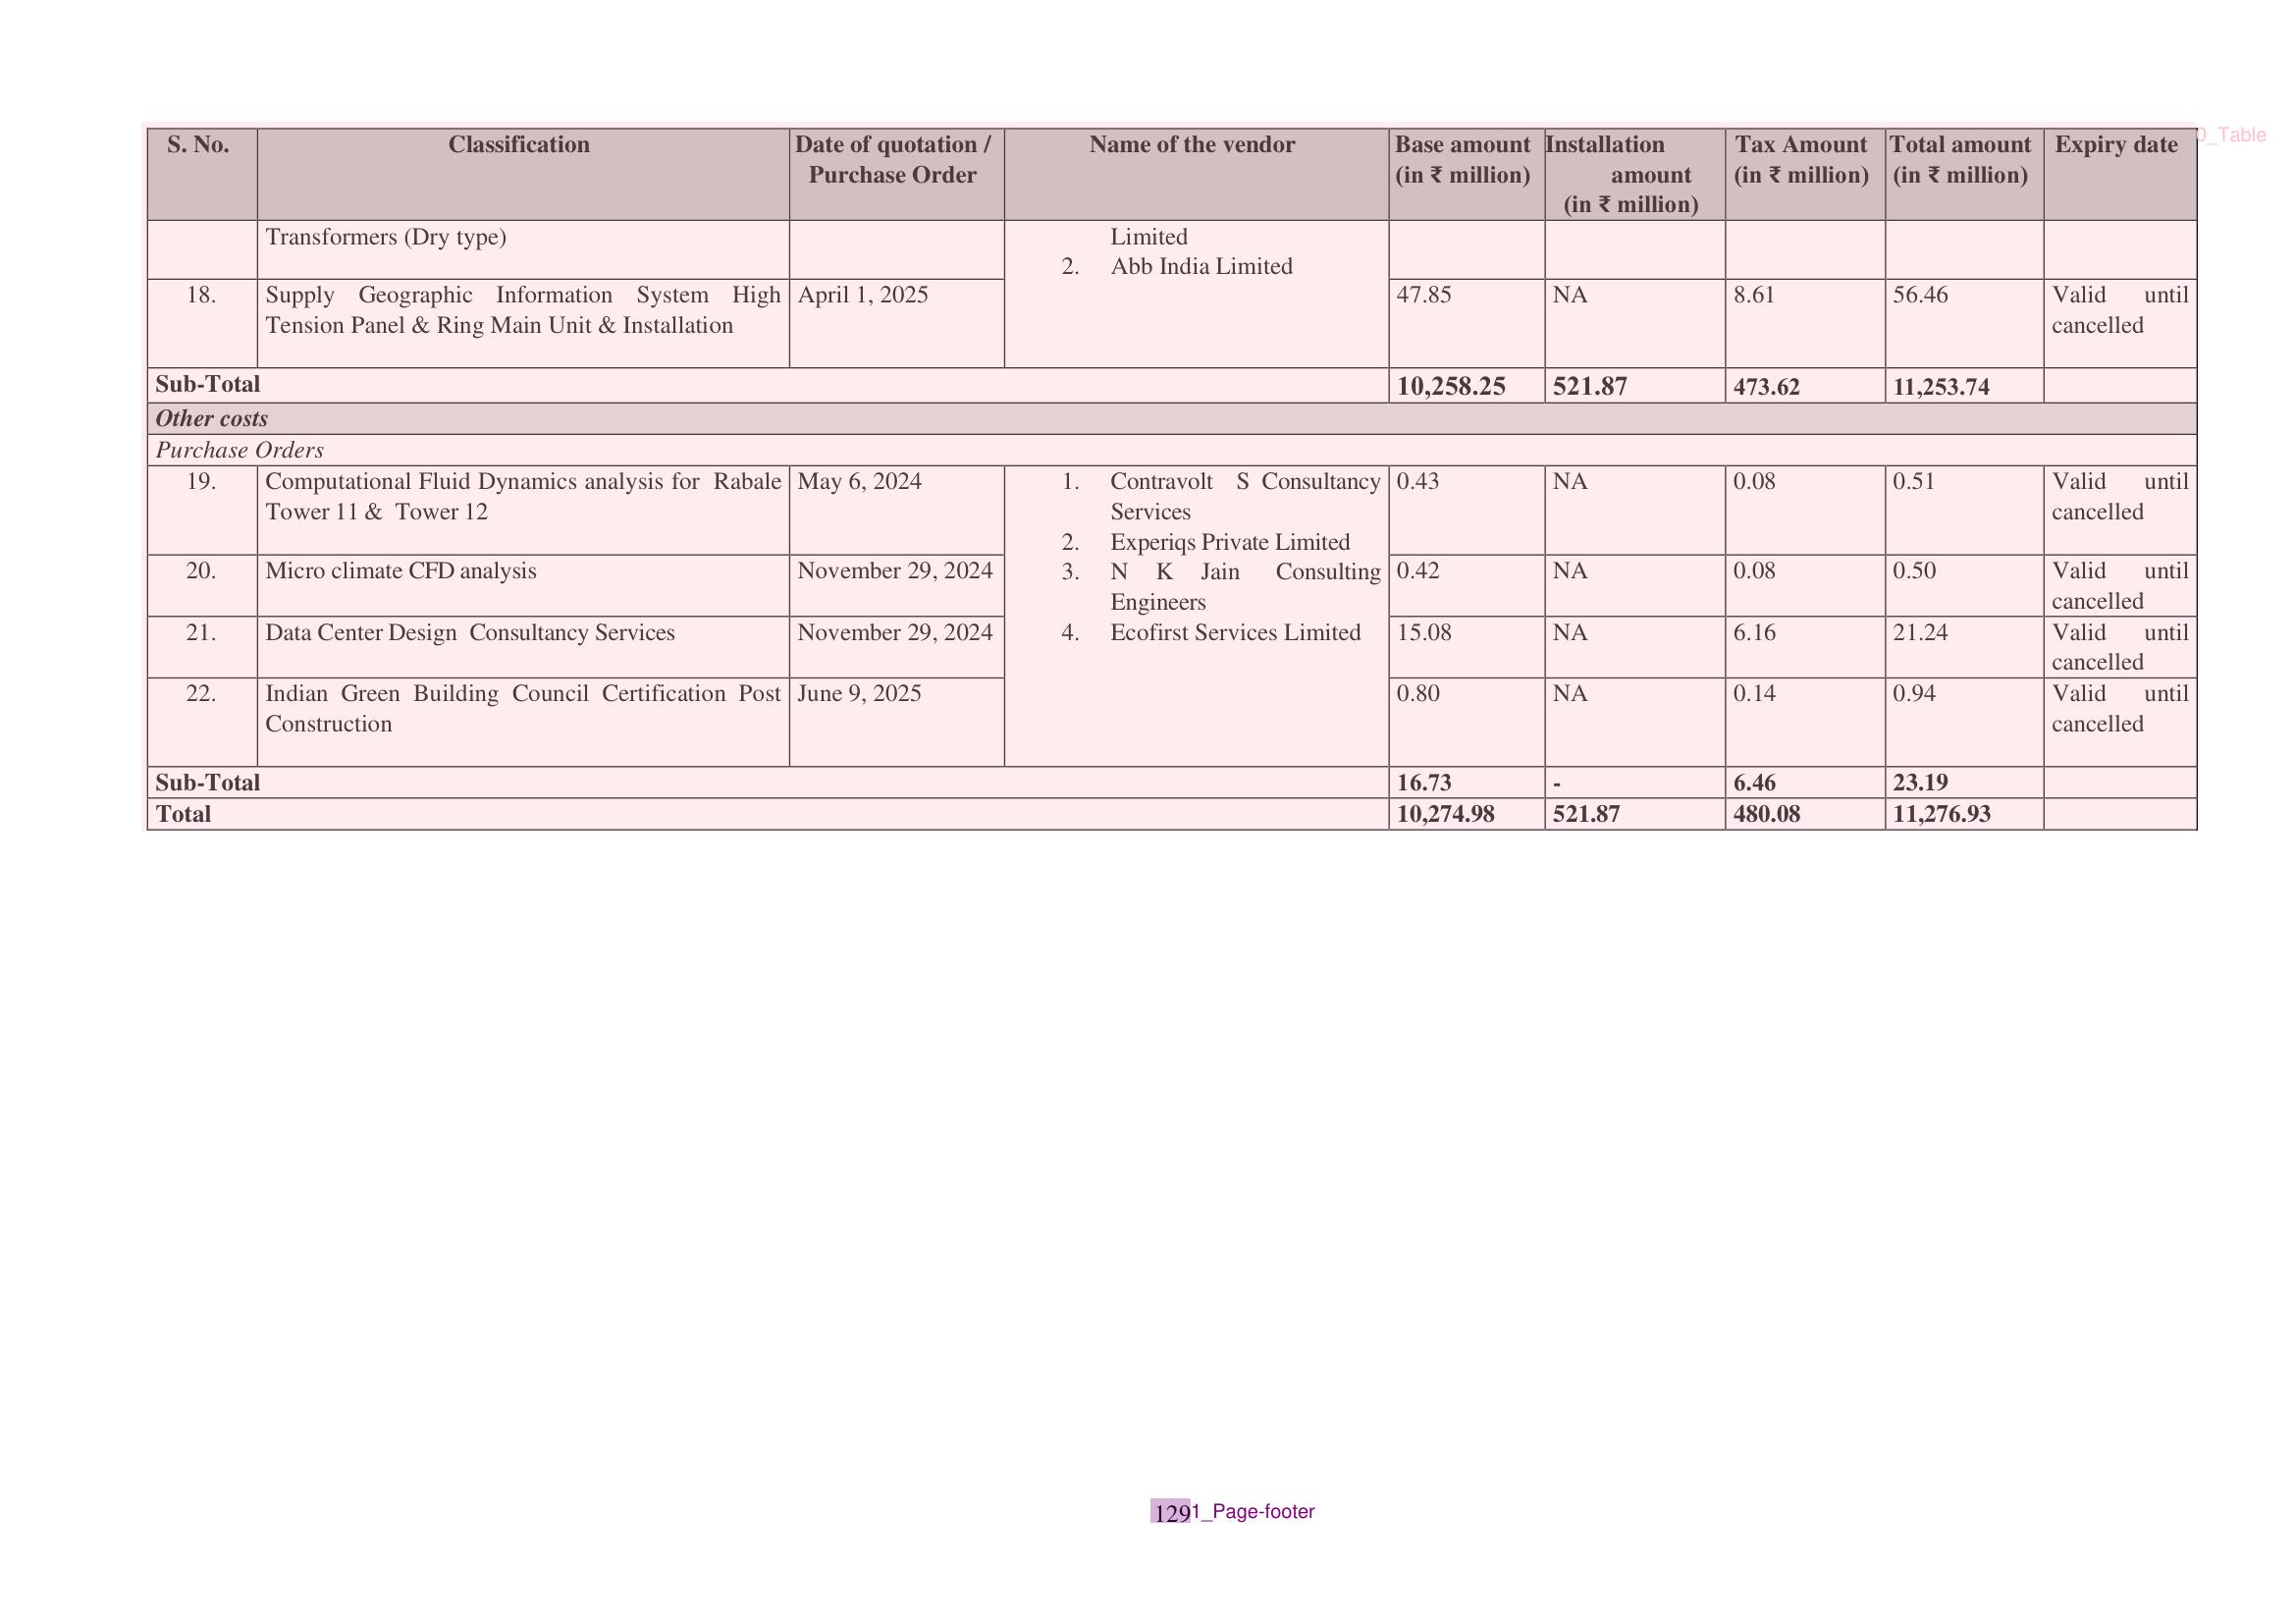 S. No. Classification Date of quotation / Purchase Order Name of the vendor Base amount (in ₹ million) Installation amount (in ₹ million) Tax Amount (in ₹ million) Total amount (in ₹ million) Expiry date
0_Table
Transformers (Dry type) Limited
2. Abb India Limited
18. Supply Geographic Information System High Tension Panel & Ring Main Unit & Installation April 1, 2025 47.85 NA 8.61 56.46 Valid until cancelled
Sub-Total 10,258.25 521.87 473.62 11,253.74
Other costs
Purchase Orders
19. Computational Fluid Dynamics analysis for Rabale Tower 11 & Tower 12 May 6, 2024 0.43 NA 0.08 0.51 Valid until cancelled
1. Contravolt S Consultancy Services
2. Experiqs Private Limited
3. N K Jain Consulting Engineers
4. Ecofirst Services Limited
20. Micro climate CFD analysis November 29, 2024 0.42 NA 0.08 0.50 Valid until cancelled
21. Data Center Design Consultancy Services November 29, 2024 15.08 NA 6.16 21.24 Valid until cancelled
22. Indian Green Building Council Certification Post Construction June 9, 2025 0.80 NA 0.14 0.94 Valid until cancelled
Sub-Total 16.73 - 6.46 23.19
Total 10,274.98 521.87 480.08 11,276.93
129
1_Page-footer